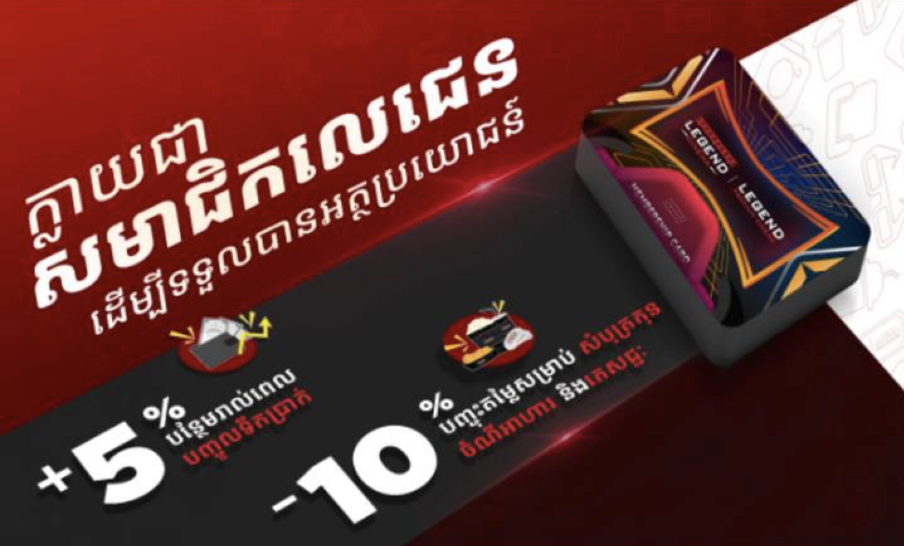 ក្លាយជា
សមាជិកលេជេន
ដើម្បីទទួលបានអត្ថប្រយោជន៍
+5%
បន្ថែមរាល់ពេល
បញ្ចូលទឹកប្រាក់
-10%
បញ្ចុះតម្លៃសម្រាប់ សំបុត្រកុន
ចំណីអាហារ និងភេសជ្ជៈ
LEGEND
LEGEND
MEMBERSHIP CARD